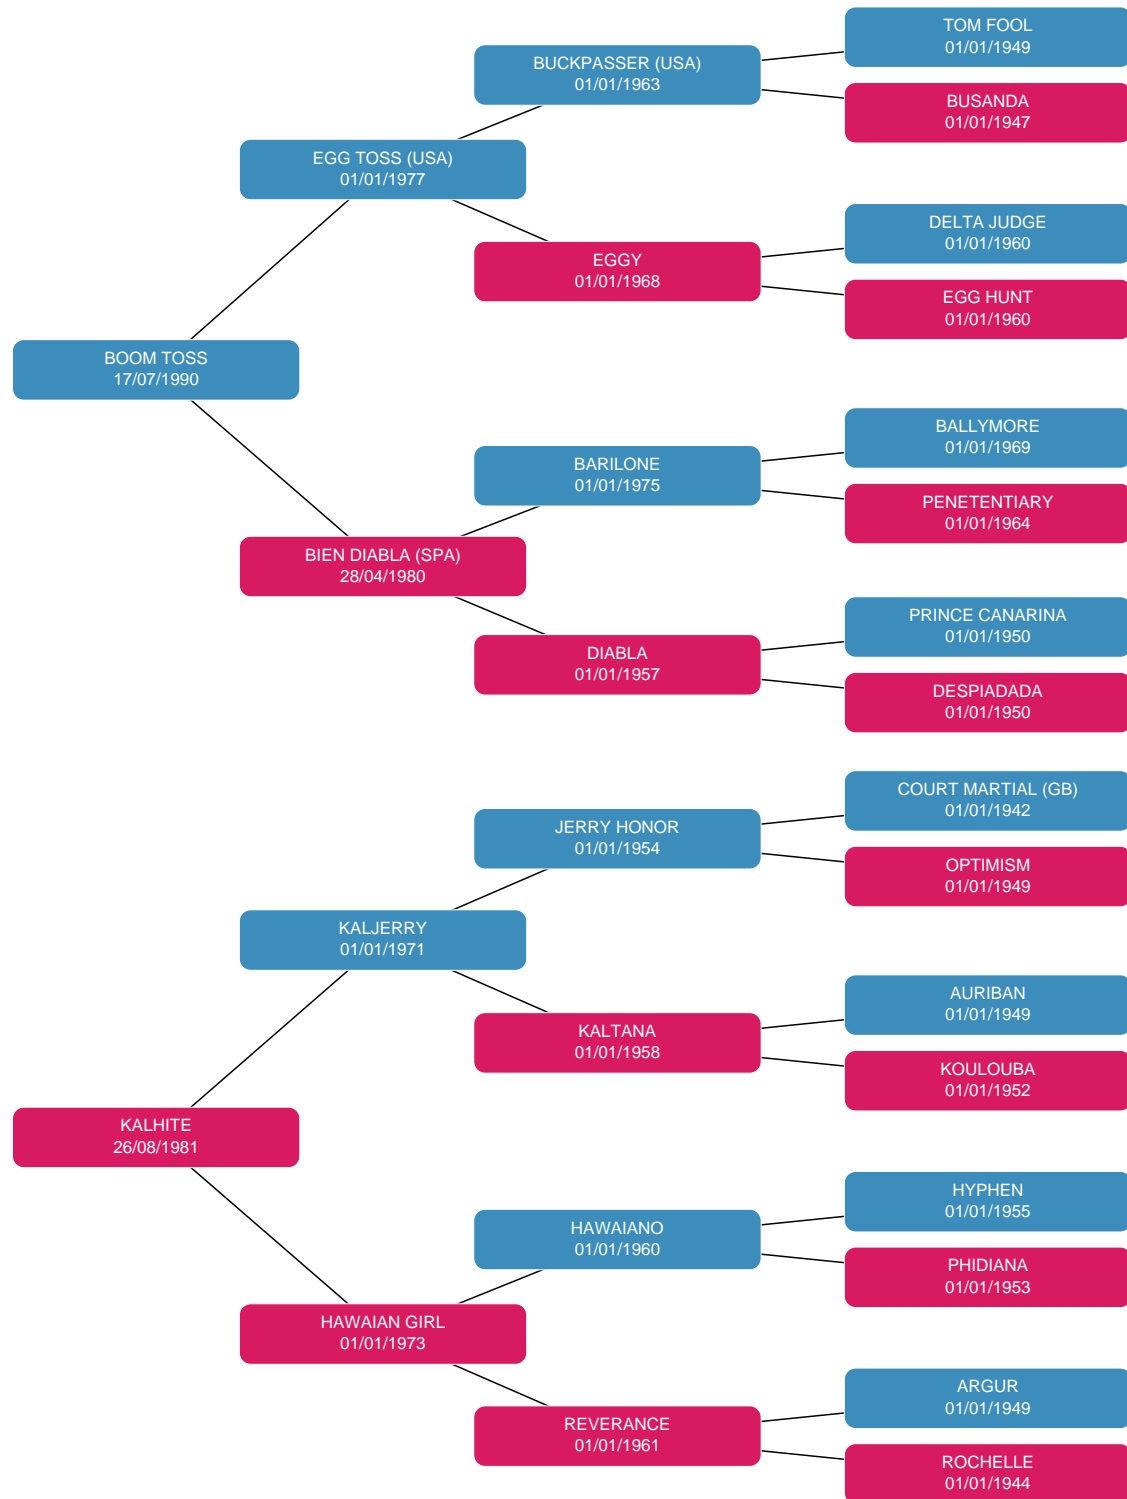 TOM FOOL
01/01/1949
BUCKPASSER (USA)
01/01/1963
BUSANDA
01/01/1947
EGG TOSS (USA)
01/01/1977
DELTA JUDGE
01/01/1960
EGGY
01/01/1968
EGG HUNT
01/01/1960
BOOM TOSS
17/07/1990
BALLYMORE
01/01/1969
BARILONE
01/01/1975
PENETENTIARY
01/01/1964
BIEN DIABLA (SPA)
28/04/1980
PRINCE CANARINA
01/01/1950
DIABLA
01/01/1957
DESPIADADA
01/01/1950
COURT MARTIAL (GB)
01/01/1942
JERRY HONOR
01/01/1954
OPTIMISM
01/01/1949
KALJERRY
01/01/1971
AURIBAN
01/01/1949
KALTANA
01/01/1958
KOULOUBA
01/01/1952
KALHITE
26/08/1981
HYPHEN
01/01/1955
HAWAIANO
01/01/1960
PHIDIANA
01/01/1953
HAWAIAN GIRL
01/01/1973
ARGUR
01/01/1949
REVERANCE
01/01/1961
ROCHELLE
01/01/1944